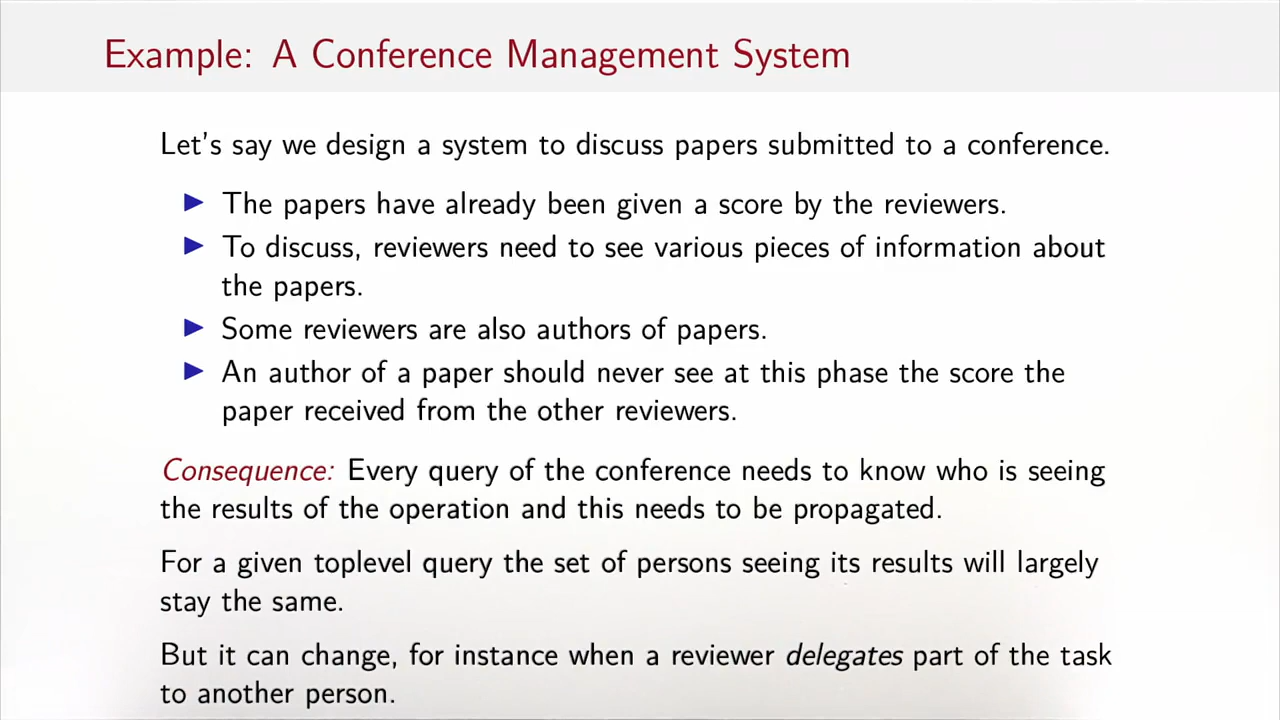 Example: A Conference Management System
Let's say we design a system to discuss papers submitted to a conference.
▶ The papers have already been given a score by the reviewers.
▶ To discuss, reviewers need to see various pieces of information about
the papers.
▶ Some reviewers are also authors of papers.
▶ An author of a paper should never see at this phase the score the
paper received from the other reviewers.
Consequence: Every query of the conference needs to know who is seeing
the results of the operation and this needs to be propagated.
For a given toplevel query the set of persons seeing its results will largely
stay the same.
But it can change, for instance when a reviewer delegates part of the task
to another person.